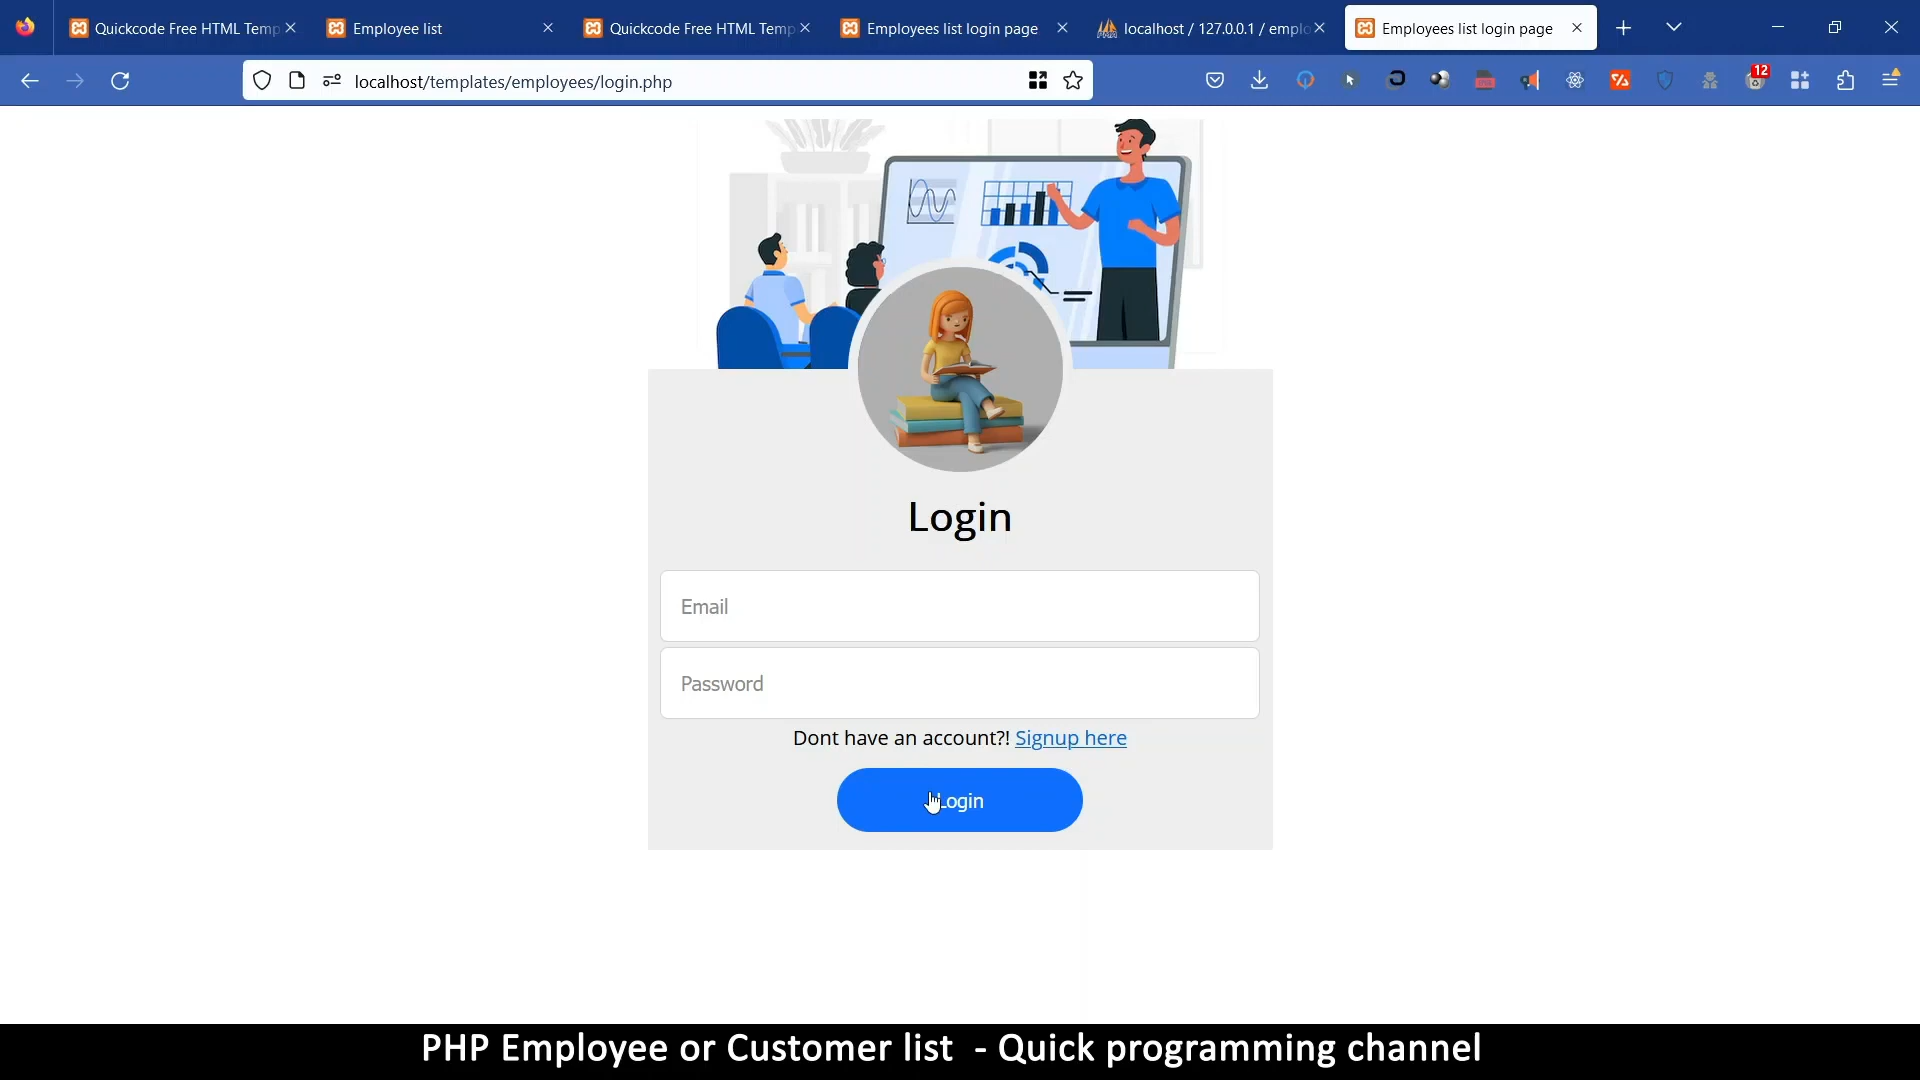 Quickcode Free HTML Temp
Employee list
Quickcode Free HTML Temp
Employees list login page
localhost / 127.0.0.1 / emplo
Employees list login page
localhost/templates/employees/login.php
12
Login
Email
Password
Dont have an account?! Signup here
Login
PHP Employee or Customer list - Quick programming channel